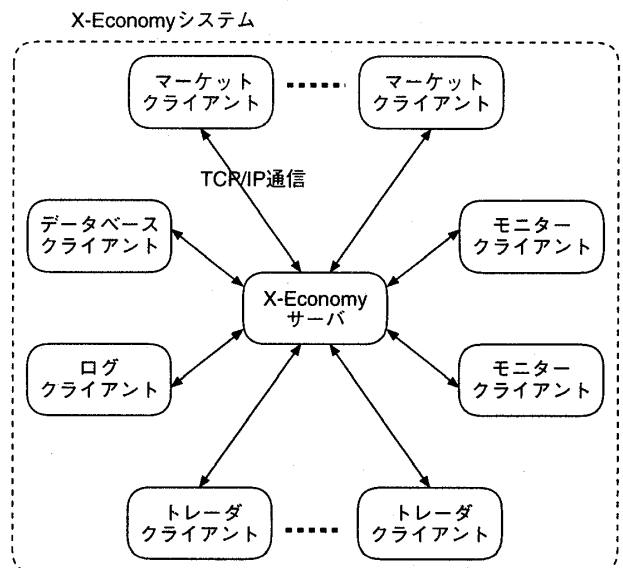 X-Economyシステム
マーケット
クライアント
マーケット
クライアント
TCP/IP通信
データベース
クライアント
モニター
クライアント
X-Economy
サーバ
ログ
クライアント
モニター
クライアント
トレーダ
クライアント
トレーダ
クライアント